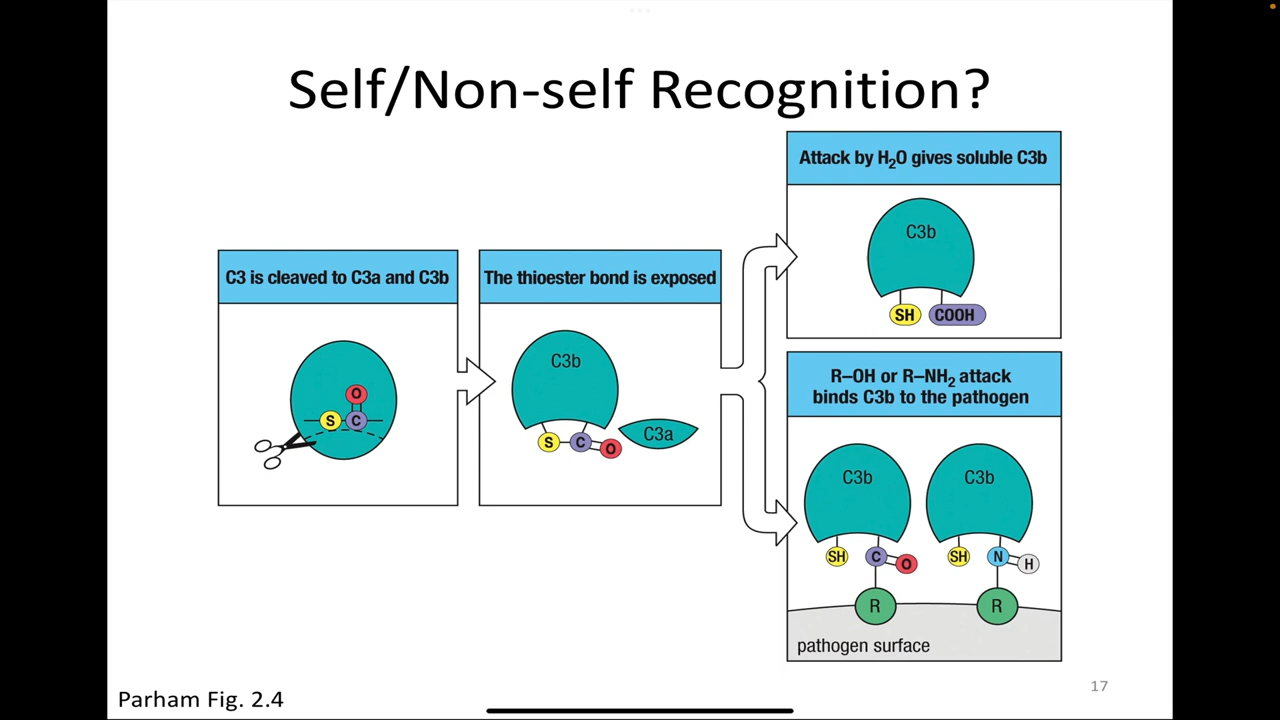 Self/Non-self Recognition?
C3 is cleaved to C3a and C3b
S
C
O
The thioester bond is exposed
C3b
S
C
O
C3a
Attack by H₂O gives soluble C3b
C3b
SH
COOH
R–OH or R–NH₂ attack
binds C3b to the pathogen
C3b
SH
C
O
R
C3b
SH
N
H
R
pathogen surface
Parham Fig. 2.4
17